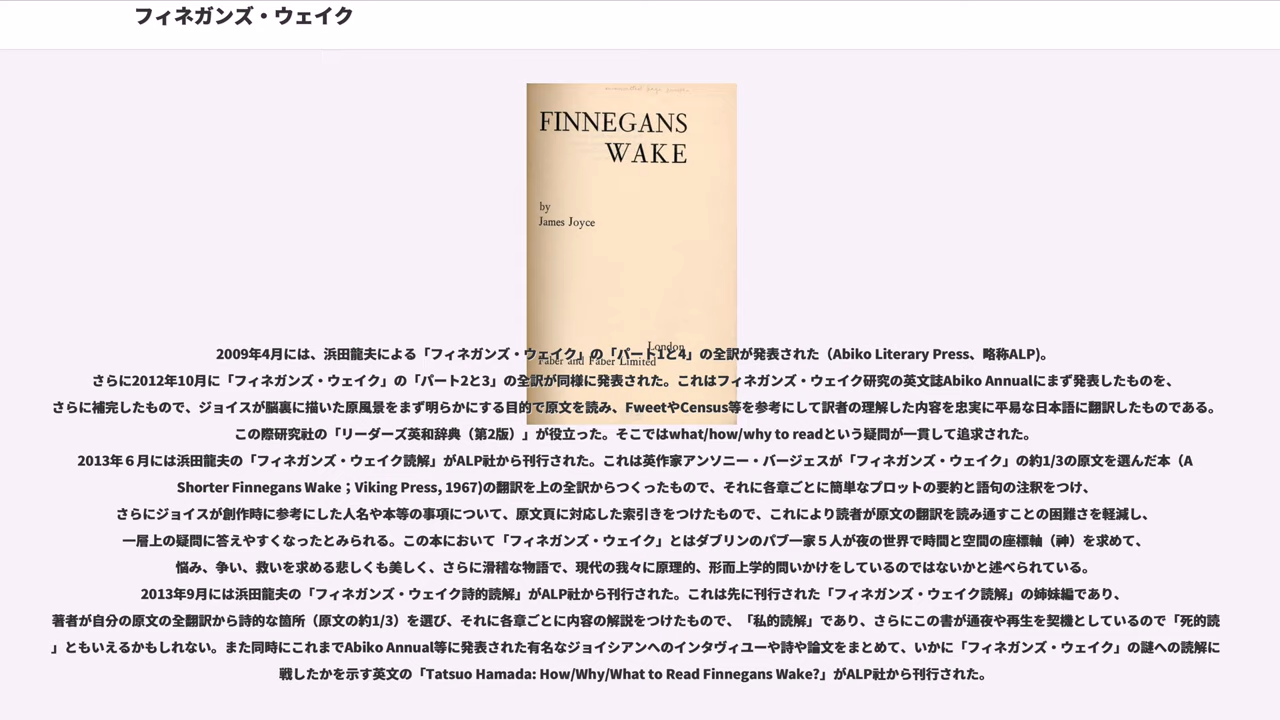 フィネガンズ・ウェイク
FINNEGANS
WAKE
by
James Joyce
London
Faber and Faber Limited
2009年4月には、浜田龍夫による「フィネガンズ・ウェイク」の「パート1と4」の全訳が発表された（Abiko Literary Press、略称ALP)。
さらに2012年10月に「フィネガンズ・ウェイク」の「パート2と3」の全訳が同様に発表された。これはフィネガンズ・ウェイク研究の英文誌Abiko Annualにまず発表したものを、
さらに補完したもので、ジョイスが脳裏に描いた原風景をまず明らかにする目的で原文を読み、FweetやCensus等を参考にして訳者の理解した内容を忠実に平易な日本語に翻訳したものである。
この際研究社の「リーダーズ英和辞典（第2版）」が役立った。そこではwhat/how/why to readという疑問が一貫して追求された。
2013年６月には浜田龍夫の「フィネガンズ・ウェイク読解」がALP社から刊行された。これは英作家アンソニー・バージェスが「フィネガンズ・ウェイク」の約1/3の原文を選んだ本（A
Shorter Finnegans Wake；Viking Press, 1967)の翻訳を上の全訳からつくったもので、それに各章ごとに簡単なプロットの要約と語句の注釈をつけ、
さらにジョイスが創作時に参考にした人名や本等の事項について、原文頁に対応した索引きをつけたもので、これにより読者が原文の翻訳を読み通すことの困難さを軽減し、
一層上の疑問に答えやすくなったとみられる。この本において「フィネガンズ・ウェイク」とはダブリンのパブ一家５人が夜の世界で時間と空間の座標軸（神）を求めて、
悩み、争い、救いを求める悲しくも美しく、さらに滑稽な物語で、現代の我々に原理的、形而上学的問いかけをしているのではないかと述べられている。
2013年9月には浜田龍夫の「フィネガンズ・ウェイク詩的読解」がALP社から刊行された。これは先に刊行された「フィネガンズ・ウェイク読解」の姉妹編であり、
著者が自分の原文の全翻訳から詩的な箇所（原文の約1/3）を選び、それに各章ごとに内容の解説をつけたもので、「私的読解」であり、さらにこの書が通夜や再生を契機としているので「死的読
」ともいえるかもしれない。また同時にこれまでAbiko Annual等に発表された有名なジョイシアンへのインタヴィユーや詩や論文をまとめて、いかに「フィネガンズ・ウェイク」の謎への読解に
戦したかを示す英文の「Tatsuo Hamada: How/Why/What to Read Finnegans Wake?」がALP社から刊行された。